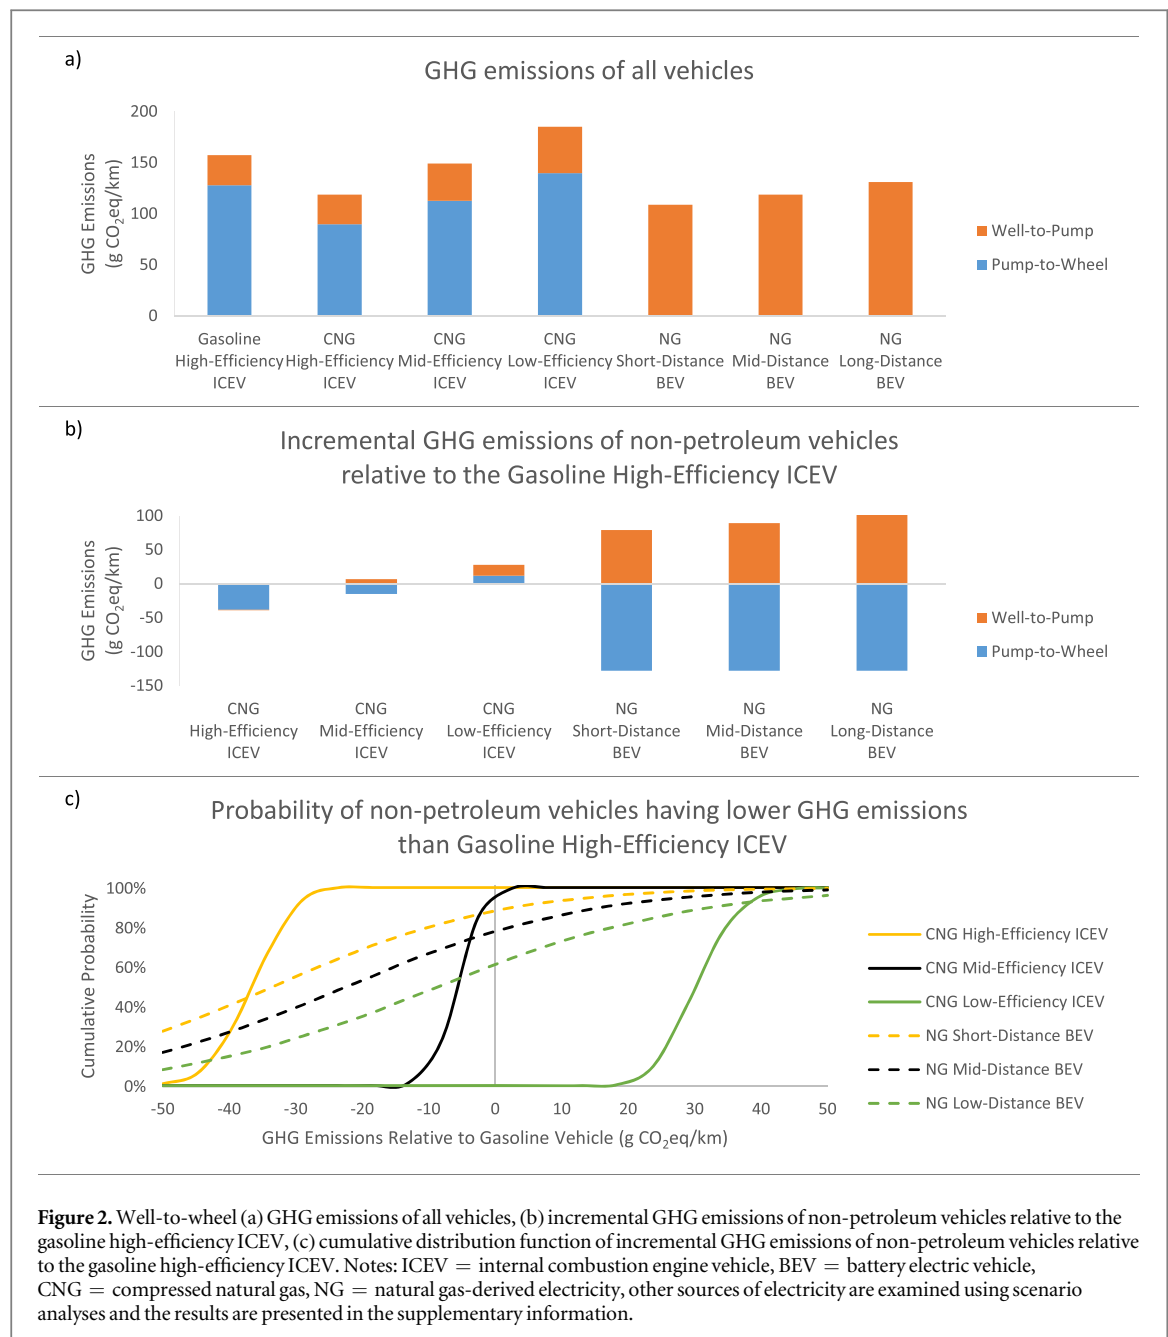 a)
GHG emissions of all vehicles
GHG Emissions
(g CO₂eq/km)
200
150
100
50
0
Well-to-Pump
Pump-to-Wheel
Gasoline
High-Efficiency
ICEV
CNG
High-Efficiency
ICEV
CNG
Mid-Efficiency
ICEV
CNG
Low-Efficiency
ICEV
NG
Short-Distance
BEV
NG
Mid-Distance
BEV
NG
Long-Distance
BEV
b)
Incremental GHG emissions of non-petroleum vehicles
relative to the Gasoline High-Efficiency ICEV
GHG Emissions
(g CO₂eq/km)
100
50
0
-50
-100
-150
Well-to-Pump
Pump-to-Wheel
CNG
High-Efficiency
ICEV
CNG
Mid-Efficiency
ICEV
CNG
Low-Efficiency
ICEV
NG
Short-Distance
BEV
NG
Mid-Distance
BEV
NG
Long-Distance
BEV
c)
Probability of non-petroleum vehicles having lower GHG emissions
than Gasoline High-Efficiency ICEV
Cumulative Probability
100%
80%
60%
40%
20%
0%
-50 -40 -30 -20 -10 0 10 20 30 40 50
GHG Emissions Relative to Gasoline Vehicle (g CO₂eq/km)
CNG High-Efficiency ICEV
CNG Mid-Efficiency ICEV
CNG Low-Efficiency ICEV
NG Short-Distance BEV
NG Mid-Distance BEV
NG Low-Distance BEV
Figure 2. Well-to-wheel (a) GHG emissions of all vehicles, (b) incremental GHG emissions of non-petroleum vehicles relative to the
gasoline high-efficiency ICEV, (c) cumulative distribution function of incremental GHG emissions of non-petroleum vehicles relative
to the gasoline high-efficiency ICEV. Notes: ICEV = internal combustion engine vehicle, BEV = battery electric vehicle,
CNG = compressed natural gas, NG = natural gas-derived electricity, other sources of electricity are examined using scenario
analyses and the results are presented in the supplementary information.